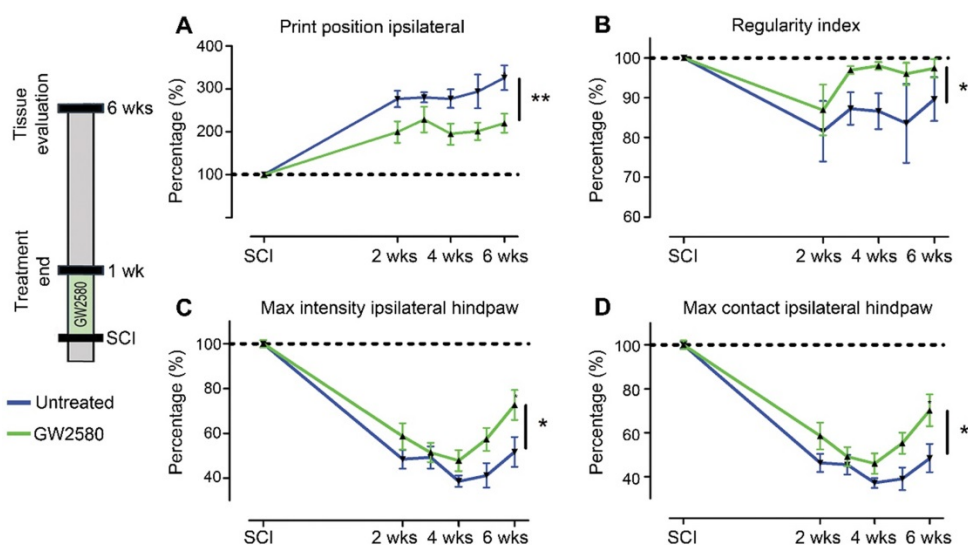 Tissue
evaluation
6 wks
Treatment
end
1 wk
GW2580
SCI
Untreated
GW2580
A
Print position ipsilateral
Percentage (%)
400
300
200
100
**
SCI
2 wks
4 wks
6 wks
B
Regularity index
Percentage (%)
100
90
80
70
60
*
SCI
2 wks
4 wks
6 wks
C
Max intensity ipsilateral hindpaw
Percentage (%)
100
80
60
40
*
SCI
2 wks
4 wks
6 wks
D
Max contact ipsilateral hindpaw
Percentage (%)
100
80
60
40
*
SCI
2 wks
4 wks
6 wks